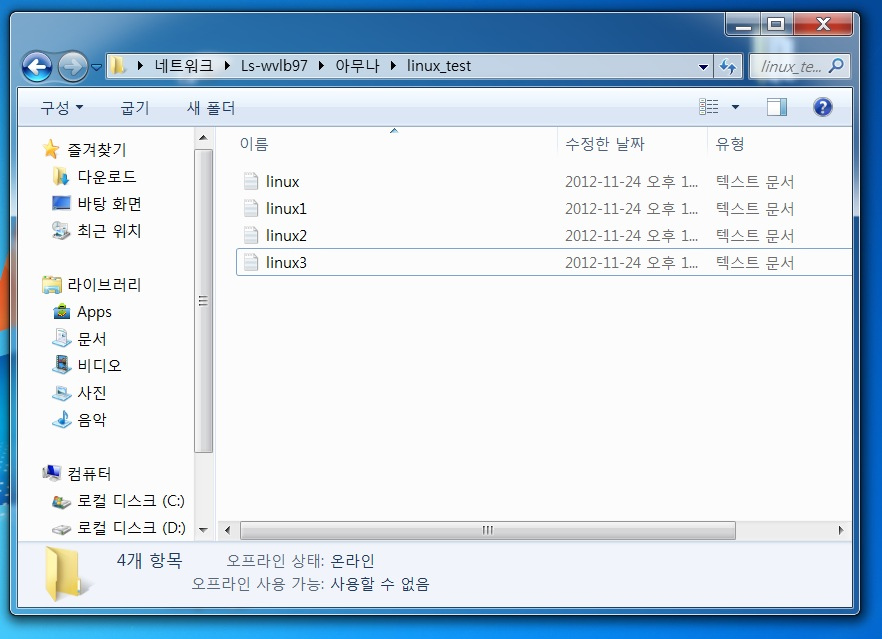 네트워크 Ls-wvlb97 아무나 linux_test linux_te...
구성 굽기 새 폴더
즐겨찾기
다운로드
바탕 화면
최근 위치
라이브러리
Apps
문서
비디오
사진
음악
컴퓨터
로컬 디스크 (C:)
로컬 디스크 (D:)
이름 수정한 날짜 유형
linux 2012-11-24 오후 1... 텍스트 문서
linux1 2012-11-24 오후 1... 텍스트 문서
linux2 2012-11-24 오후 1... 텍스트 문서
linux3 2012-11-24 오후 1... 텍스트 문서
4개 항목 오프라인 상태: 온라인
오프라인 사용 가능: 사용할 수 없음